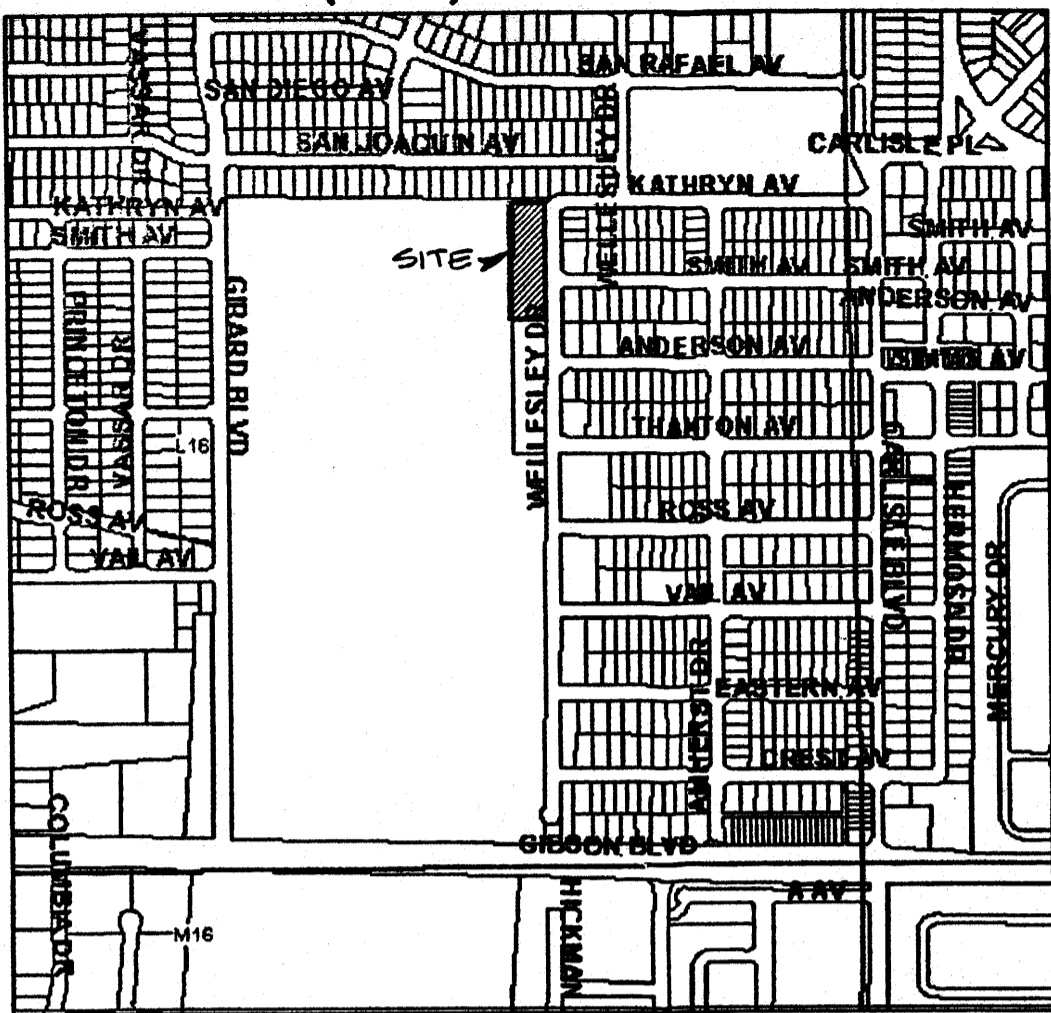 SAN RAFAEL AV
VASSAR DR
SAN DIEGO AV
SAN JOAQUIN AV
WELLESLEY DR
CARLISLE PL
KATHRYN AV
KATHRYN AV
SMITH AV
SMITH AV
SITE
SMITH AV
SMITH AV
ANDERSON AV
GIRARD BLVD
PRINCETON DR
VASSAR DR
WELLESLEY DR
ANDERSON AV
L16
THAXTON AV
CARLISLE BLVD
HERMOSA DR
MERCURY DR
ROSS AV
ROSS AV
VAIL AV
VAIL AV
AMHERST DR
EASTERN AV
CREST AV
COLUMBIA DR
GIBSON BLVD
HICKMAN
A AV
M16